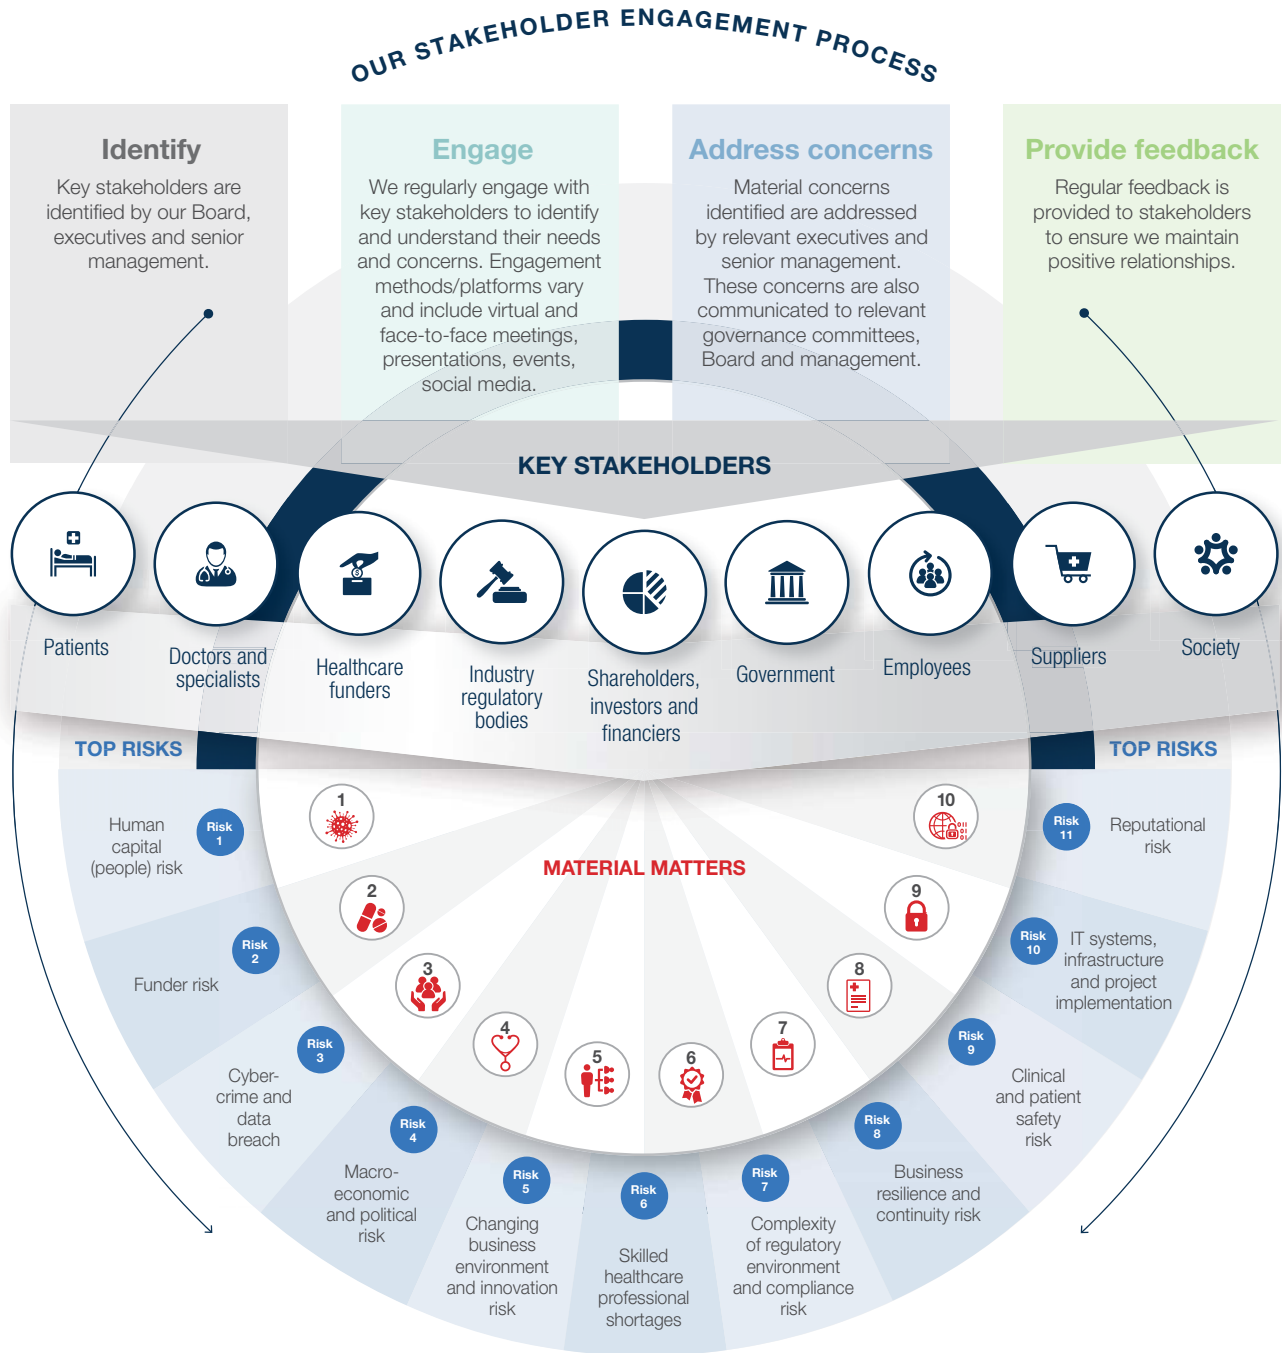 OUR STAKEHOLDER ENGAGEMENT PROCESS
Identify
Key stakeholders are
identified by our Board,
executives and senior
management.
Engage
We regularly engage with
key stakeholders to identify
and understand their needs
and concerns. Engagement
methods/platforms vary
and include virtual and
face-to-face meetings,
presentations, events,
social media.
Address concerns
Material concerns
identified are addressed
by relevant executives and
senior management.
These concerns are also
communicated to relevant
governance committees,
Board and management.
Provide feedback
Regular feedback is
provided to stakeholders
to ensure we maintain
positive relationships.
KEY STAKEHOLDERS
Patients
Doctors and
specialists
Healthcare
funders
Industry
regulatory
bodies
Shareholders,
investors and
financiers
Government
Employees
Suppliers
Society
TOP RISKS
TOP RISKS
MATERIAL MATTERS
1
2
3
4
5
6
7
8
9
10
Risk
1
Human
capital
(people) risk
Risk
2
Funder risk
Risk
3
Cyber-
crime and
data
breach
Risk
4
Macro-
economic
and political
risk
Risk
5
Changing
business
environment
and innovation
risk
Risk
6
Skilled
healthcare
professional
shortages
Risk
7
Complexity
of regulatory
environment
and compliance
risk
Risk
8
Business
resilience and
continuity risk
Risk
9
Clinical
and patient
safety
risk
Risk
10
IT systems,
infrastructure
and project
implementation
Risk
11
Reputational
risk